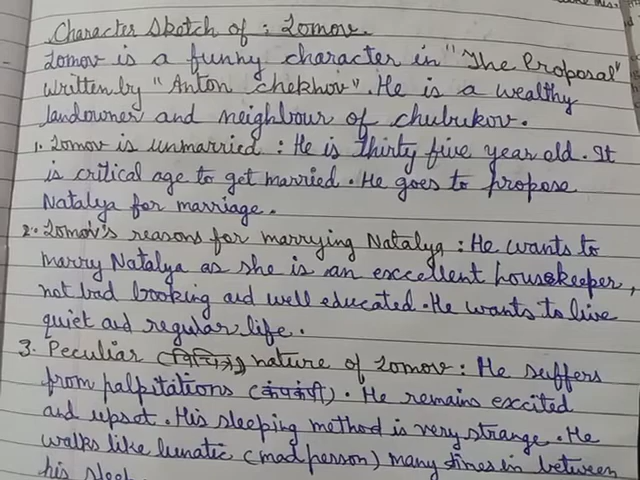 Character Sketch of : Lomov.
Lomov is a funny character in "The Proposal"
written by "Anton Chekhov". He is a wealthy
landowner and neighbour of chubukov.
1. Lomov is unmarried : He is thirty five year old. It
is critical age to get married. He goes to propose
Natalya for marriage.
2. Lomov's reasons for marrying Natalya : He wants to
marry Natalya as she is an excellent housekeeper,
not bad looking and well educated. He wants to live
quiet and regular life.
3. Peculiar (विचित्र) nature of Lomov : He suffers
from palpitations (कंपकंपी). He remains excited
and upset. His sleeping method is very strange. He
walks like lunatic (mad person) many times in between
his sleep